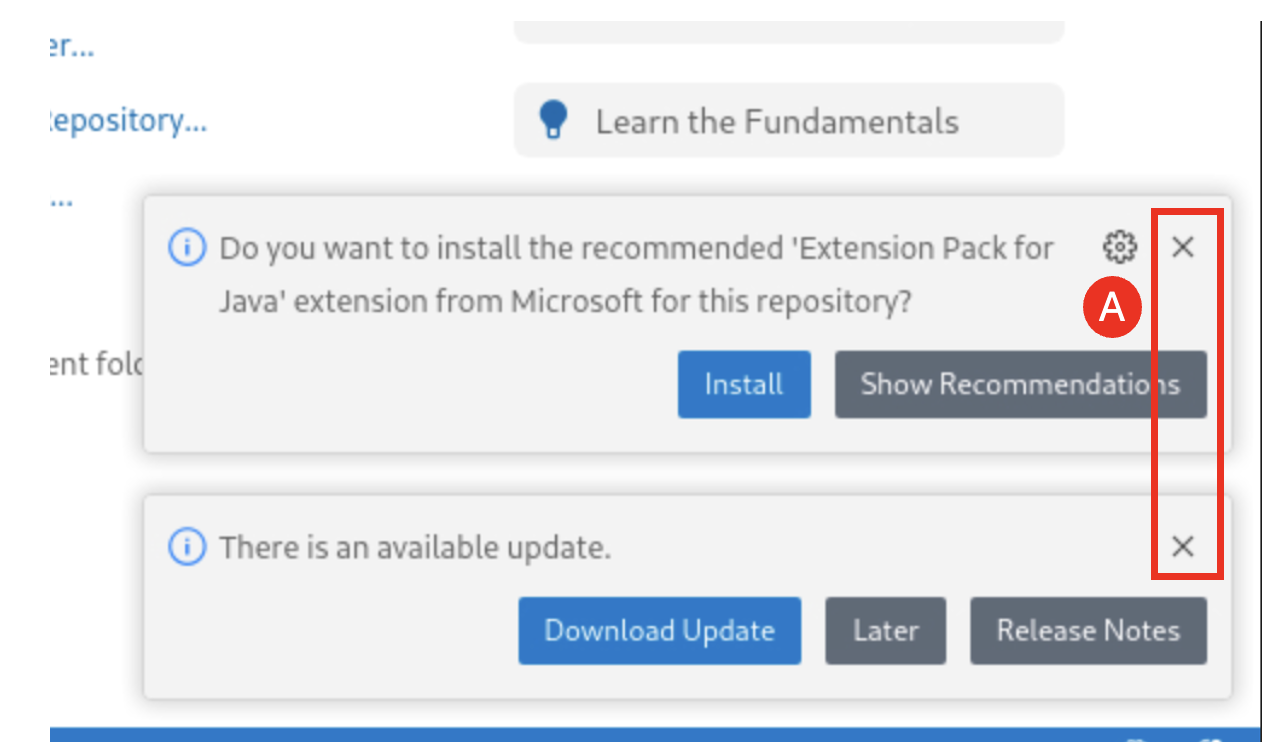 er...
Repository...
Learn the Fundamentals
...
Do you want to install the recommended 'Extension Pack for
Java' extension from Microsoft for this repository?
A
ent fold
Install Show Recommendations
There is an available update.
Download Update Later Release Notes